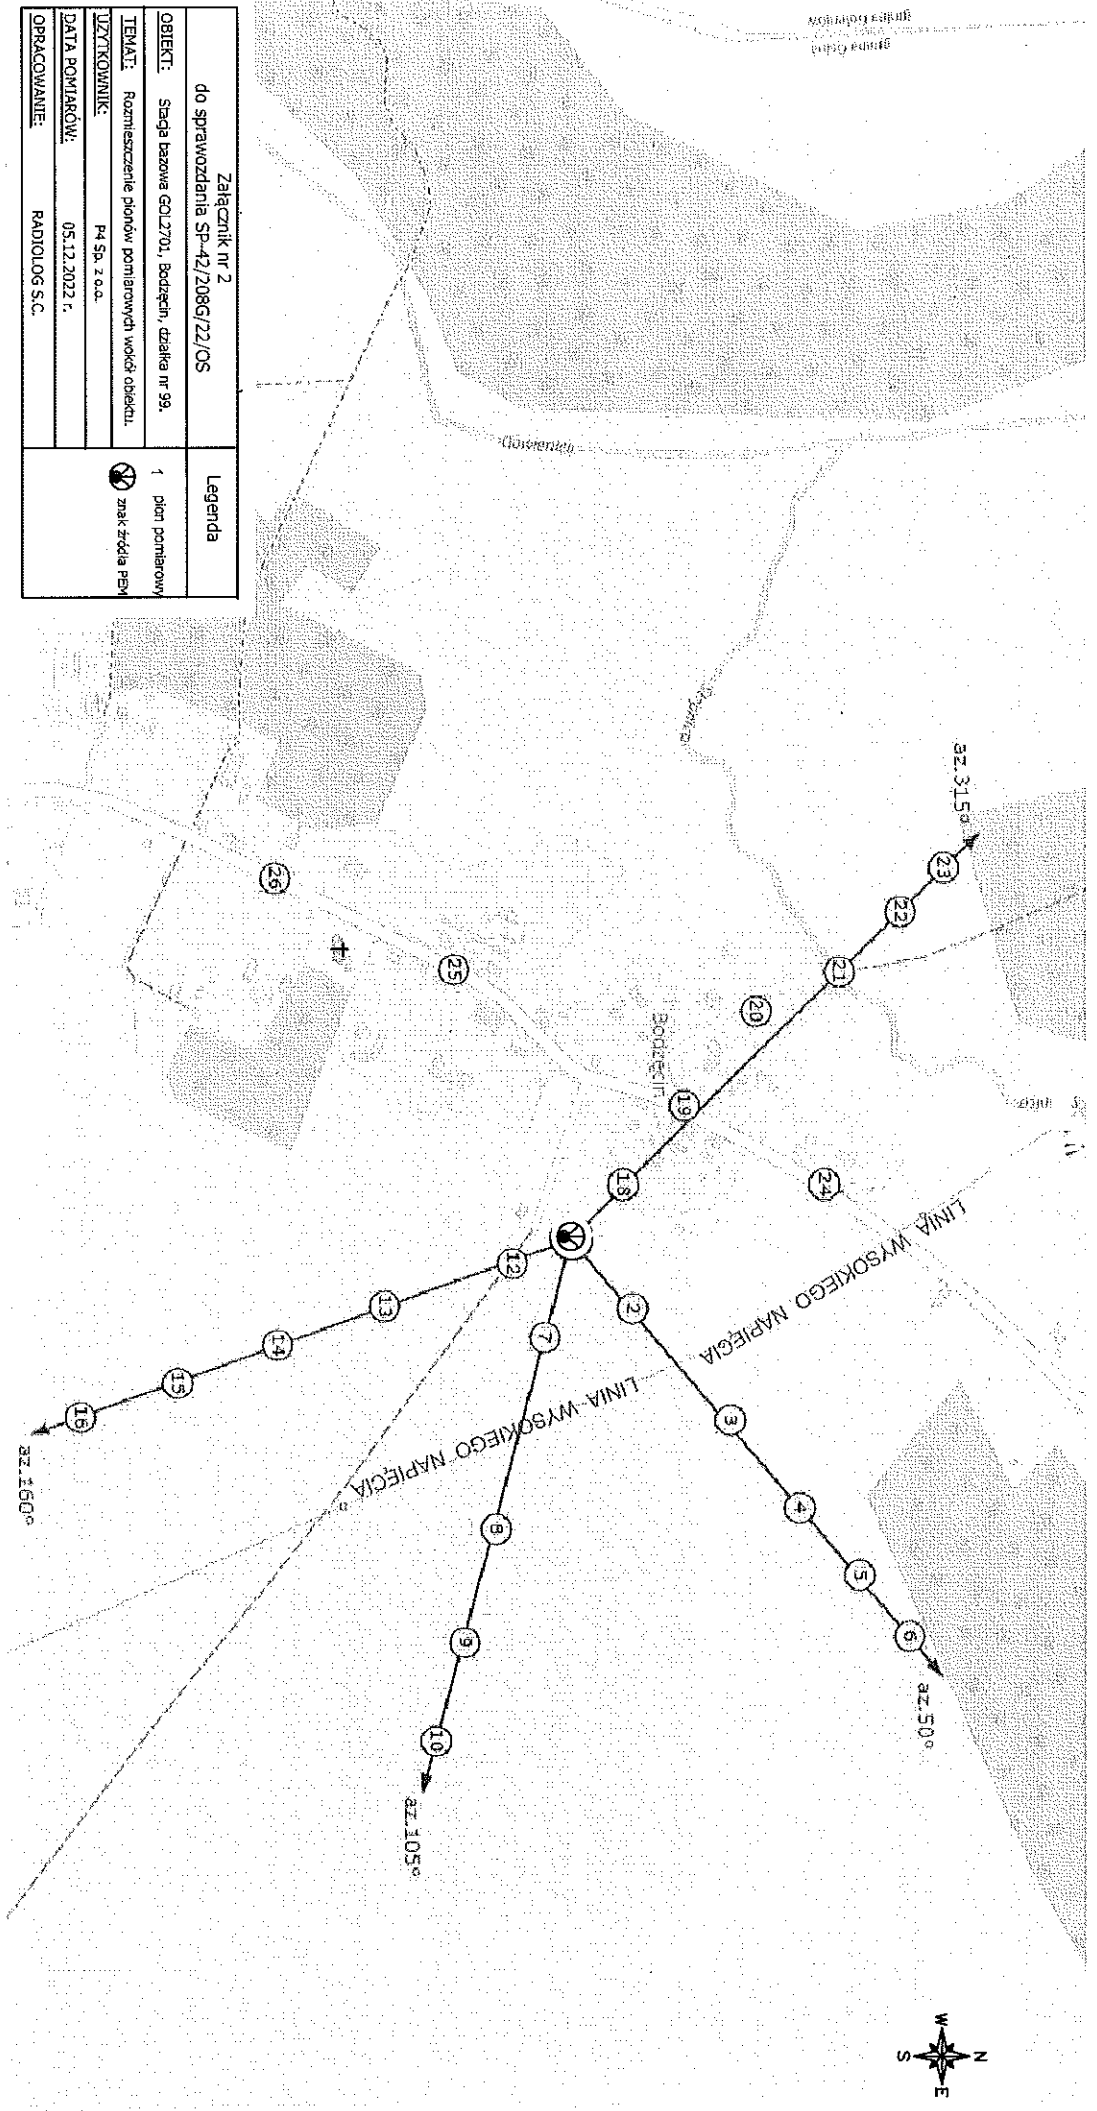 Załącznik nr 2
do sprawozdania SP-42/208G/22/OS
Legenda
OBIEKT: Stacja bazowa GOL2701, Bodzęcin, działka nr 99.
TEMAT: Rozmieszczenie pionów pomiarowych wokół obiektu.
UŻYTKOWNIK: P4 Sp. z o.o.
DATA POMIARÓW: 05.12.2022 r.
OPRACOWANIE: RADIOLOG S.C.
1 pion pomiarowy
znak źródła PEM
az.315°
23
22
21
20
19
18
Bodzęcin
24
25
26
LINIA WYSOKIEGO NAPIĘCIA
LINIA WYSOKIEGO NAPIĘCIA
2
3
4
5
6
az.50°
7
8
9
10
az.105°
12
13
14
15
16
az.160°
N
W
E
S